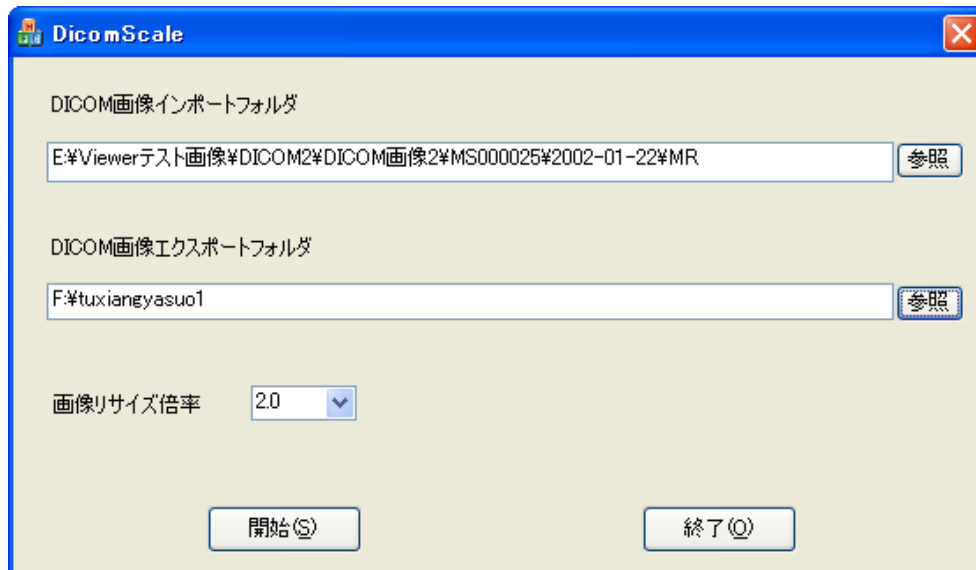 DicomScale
DICOM画像インポートフォルダ
E:¥Viewerテスト画像¥DICOM2¥DICOM画像2¥MS000025¥2002-01-22¥MR
参照
DICOM画像エクスポートフォルダ
F:¥tuxiangyasuo1
参照
画像リサイズ倍率 2.0
開始(S) 終了(O)